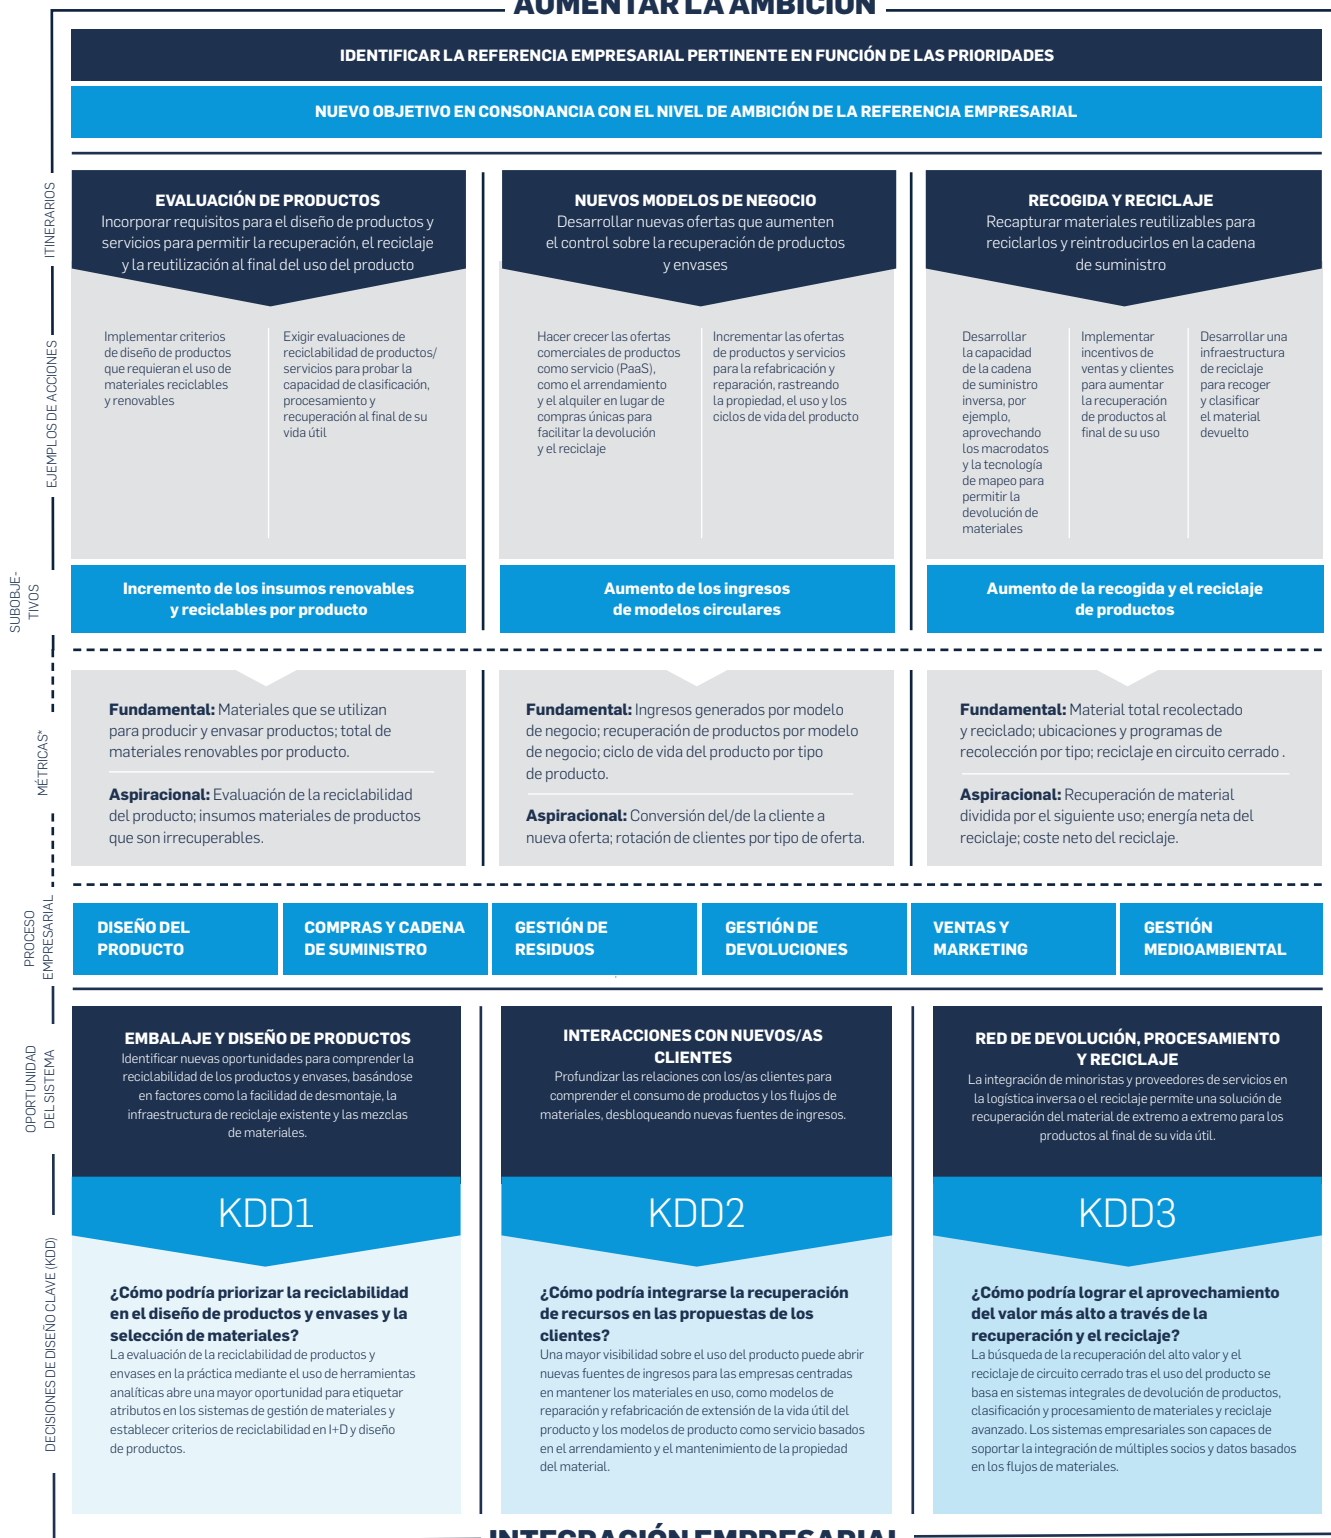 AUMENTAR LA AMBICIÓN
IDENTIFICAR LA REFERENCIA EMPRESARIAL PERTINENTE EN FUNCIÓN DE LAS PRIORIDADES
NUEVO OBJETIVO EN CONSONANCIA CON EL NIVEL DE AMBICIÓN DE LA REFERENCIA EMPRESARIAL
ITINERARIOS
EVALUACIÓN DE PRODUCTOS
Incorporar requisitos para el diseño de productos y
servicios para permitir la recuperación, el reciclaje
y la reutilización al final del uso del producto
NUEVOS MODELOS DE NEGOCIO
Desarrollar nuevas ofertas que aumenten
el control sobre la recuperación de productos
y envases
RECOGIDA Y RECICLAJE
Recapturar materiales reutilizables para
reciclarlos y reintroducirlos en la cadena
de suministro
EJEMPLOS DE ACCIONES
Implementar criterios
de diseño de productos
que requieran el uso de
materiales reciclables
y renovables
Exigir evaluaciones de
reciclabilidad de productos/
servicios para probar la
capacidad de clasificación,
procesamiento y
recuperación al final de su
vida útil
Hacer crecer las ofertas
comerciales de productos
como servicio (PaaS),
como el arrendamiento
y el alquiler en lugar de
compras únicas para
facilitar la devolución
y el reciclaje
Incrementar las ofertas
de productos y servicios
para la refabricación y
reparación, rastreando
la propiedad, el uso y los
ciclos de vida del producto
Desarrollar
la capacidad
de la cadena
de suministro
inversa, por
ejemplo,
aprovechando
los macrodatos
y la tecnología
de mapeo para
permitir la
devolución de
materiales
Implementar
incentivos de
ventas y clientes
para aumentar
la recuperación
de productos al
final de su uso
Desarrollar una
infraestructura
de reciclaje
para recoger
y clasificar
el material
devuelto
SUBOBJE-
TIVOS
Incremento de los insumos renovables
y reciclables por producto
Aumento de los ingresos
de modelos circulares
Aumento de la recogida y el reciclaje
de productos
MÉTRICAS*
Fundamental: Materiales que se utilizan
para producir y envasar productos; total de
materiales renovables por producto.
Aspiracional: Evaluación de la reciclabilidad
del producto; insumos materiales de productos
que son irrecuperables.
Fundamental: Ingresos generados por modelo
de negocio; recuperación de productos por modelo
de negocio; ciclo de vida del producto por tipo
de producto.
Aspiracional: Conversión del/de la cliente a
nueva oferta; rotación de clientes por tipo de oferta.
Fundamental: Material total recolectado
y reciclado; ubicaciones y programas de
recolección por tipo; reciclaje en circuito cerrado .
Aspiracional: Recuperación de material
dividida por el siguiente uso; energía neta del
reciclaje; coste neto del reciclaje.
PROCESO
EMPRESARIAL
DISEÑO DEL
PRODUCTO
COMPRAS Y CADENA
DE SUMINISTRO
GESTIÓN DE
RESIDUOS
GESTIÓN DE
DEVOLUCIONES
VENTAS Y
MARKETING
GESTIÓN
MEDIOAMBIENTAL
OPORTUNIDAD
DEL SISTEMA
EMBALAJE Y DISEÑO DE PRODUCTOS
Identificar nuevas oportunidades para comprender la
reciclabilidad de los productos y envases, basándose
en factores como la facilidad de desmontaje, la
infraestructura de reciclaje existente y las mezclas
de materiales.
INTERACCIONES CON NUEVOS/AS
CLIENTES
Profundizar las relaciones con los/as clientes para
comprender el consumo de productos y los flujos de
materiales, desbloqueando nuevas fuentes de ingresos.
RED DE DEVOLUCIÓN, PROCESAMIENTO
Y RECICLAJE
La integración de minoristas y proveedores de servicios en
la logística inversa o el reciclaje permite una solución de
recuperación del material de extremo a extremo para los
productos al final de su vida útil.
DECISIONES DE DISEÑO CLAVE (KDD)
KDD1
¿Cómo podría priorizar la reciclabilidad
en el diseño de productos y envases y la
selección de materiales?
La evaluación de la reciclabilidad de productos y
envases en la práctica mediante el uso de herramientas
analíticas abre una mayor oportunidad para etiquetar
atributos en los sistemas de gestión de materiales y
establecer criterios de reciclabilidad en I+D y diseño
de productos.
KDD2
¿Cómo podría integrarse la recuperación
de recursos en las propuestas de los
clientes?
Una mayor visibilidad sobre el uso del producto puede abrir
nuevas fuentes de ingresos para las empresas centradas
en mantener los materiales en uso, como modelos de
reparación y refabricación de extensión de la vida útil del
producto y los modelos de producto como servicio basados
en el arrendamiento y el mantenimiento de la propiedad
del material.
KDD3
¿Cómo podría lograr el aprovechamiento
del valor más alto a través de la
recuperación y el reciclaje?
La búsqueda de la recuperación del alto valor y el
reciclaje de circuito cerrado tras el uso del producto se
basa en sistemas integrales de devolución de productos,
clasificación y procesamiento de materiales y reciclaje
avanzado. Los sistemas empresariales son capaces de
soportar la integración de múltiples socios y datos basados
en los flujos de materiales.
INTEGRACIÓN EMPRESARIAL